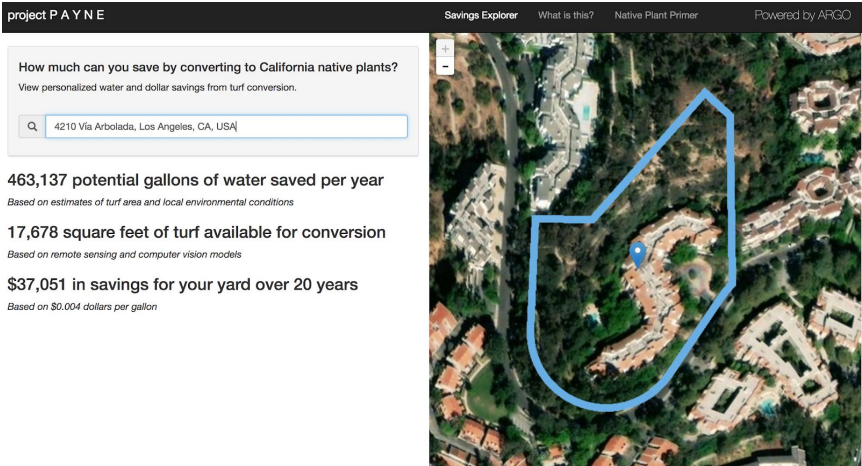 project PAYNE
Savings Explorer
What is this?
Native Plant Primer
Powered by ARGO
How much can you save by converting to California native plants?
View personalized water and dollar savings from turf conversion.
4210 Vía Arbolada, Los Angeles, CA, USA
463,137 potential gallons of water saved per year
Based on estimates of turf area and local environmental conditions
17,678 square feet of turf available for conversion
Based on remote sensing and computer vision models
$37,051 in savings for your yard over 20 years
Based on $0.004 dollars per gallon
+
-